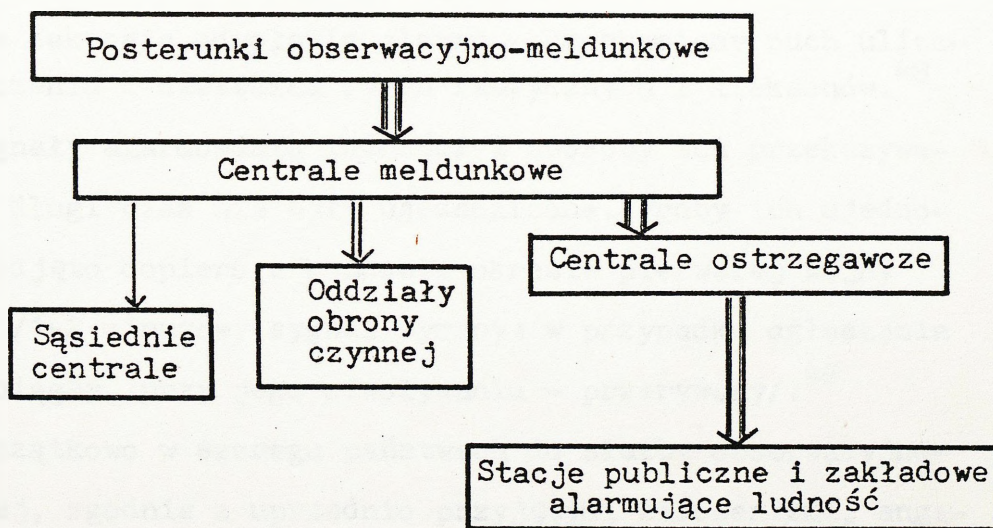 Posterunki obserwacyjno-meldunkowe
Centrale meldunkowe
Centrale ostrzegawcze
Oddziały
obrony
czynnej
Sąsiednie
centrale
Stacje publiczne i zakładowe
alarmujące ludność